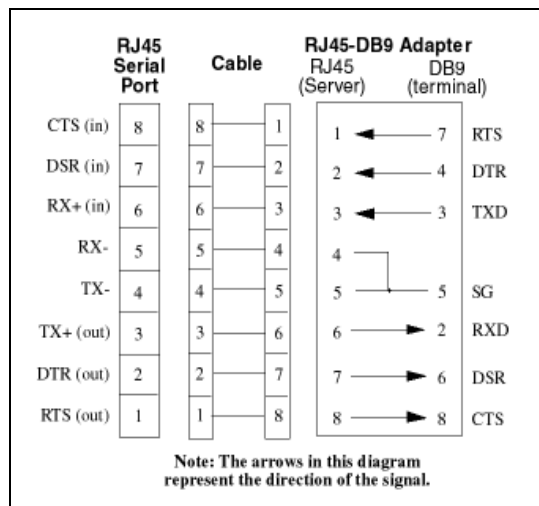 RJ45 Serial Port
Cable
RJ45-DB9 Adapter
RJ45 (Server)
DB9 (terminal)
CTS (in) 8 8 1 1 7 RTS
DSR (in) 7 7 2 2 4 DTR
RX+ (in) 6 6 3 3 3 TXD
RX- 5 5 4 4
TX- 4 4 5 5 5 SG
TX+ (out) 3 3 6 6 2 RXD
DTR (out) 2 2 7 7 6 DSR
RTS (out) 1 1 8 8 8 CTS
Note: The arrows in this diagram
represent the direction of the signal.